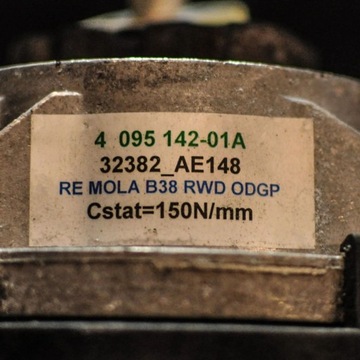 4 095 142-01A
32382_AE148
RE MOLA B38 RWD ODGP
Cstat=150N/mm